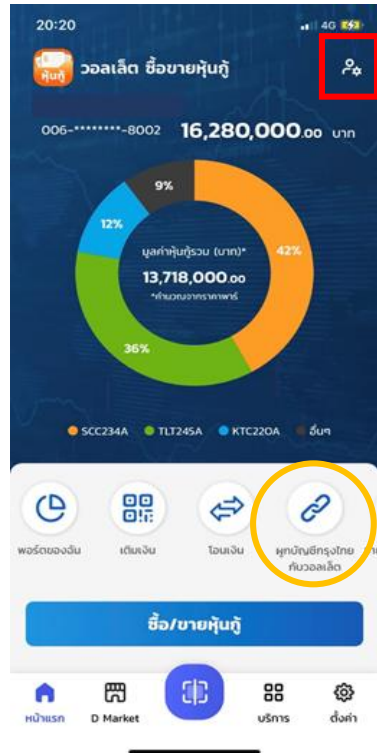 20:20
4G
หุ้นกู้
วอลเล็ต ซื้อขายหุ้นกู้
006-********-8002 16,280,000.00 บาท
9%
12%
42%
36%
มูลค่าหุ้นกู้รวม (บาท)*
13,718,000.00
*คำนวณจากราคาพาร์
SCC234A TLT245A KTC220A อื่นๆ
พอร์ตของฉัน เติมเงิน โอนเงิน ผูกบัญชีกรุงไทย
กับวอลเล็ต
ซื้อ/ขายหุ้นกู้
หน้าแรก D Market บริการ ตั้งค่า